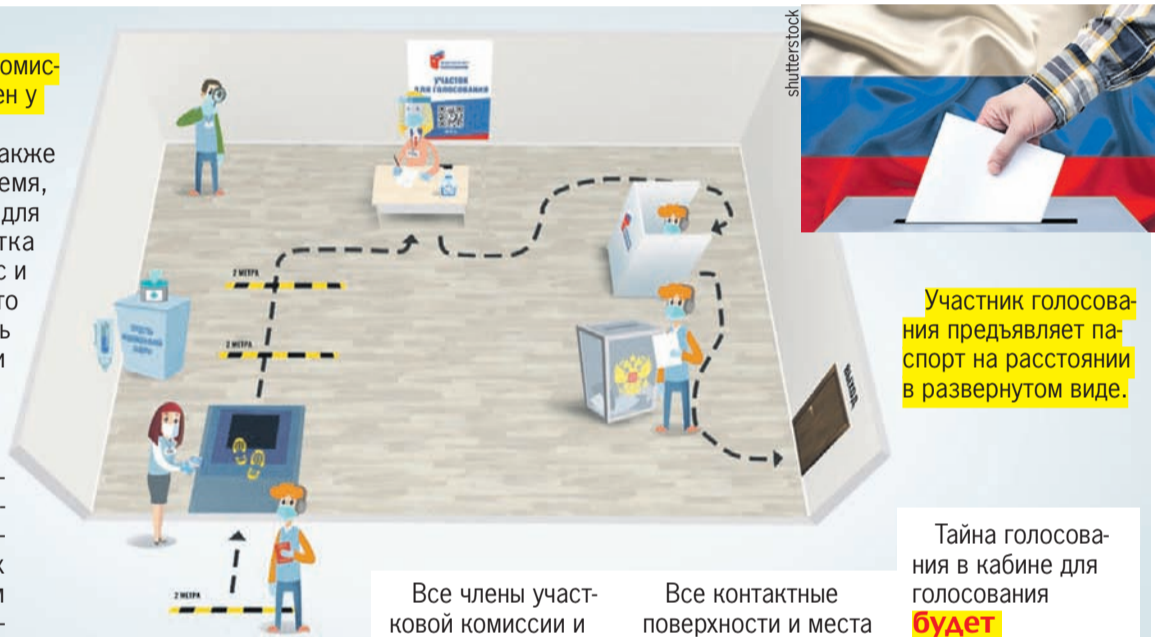 омис-
ен у
акже
емя,
для
тка
с и
то
ь
и
-
-
-
х
и
-
УЧАСТОК
ДЛЯ ГОЛОСОВАНИЯ
2 МЕТРА
2 МЕТРА
2 МЕТРА
ВЫХОД
shutterstock
Участник голосова-
ния предъявляет па-
спорт на расстоянии
в развернутом виде.
Все члены участ-
ковой комиссии и
Все контактные
поверхности и места
Тайна голосова-
ния в кабине для
голосования
будет